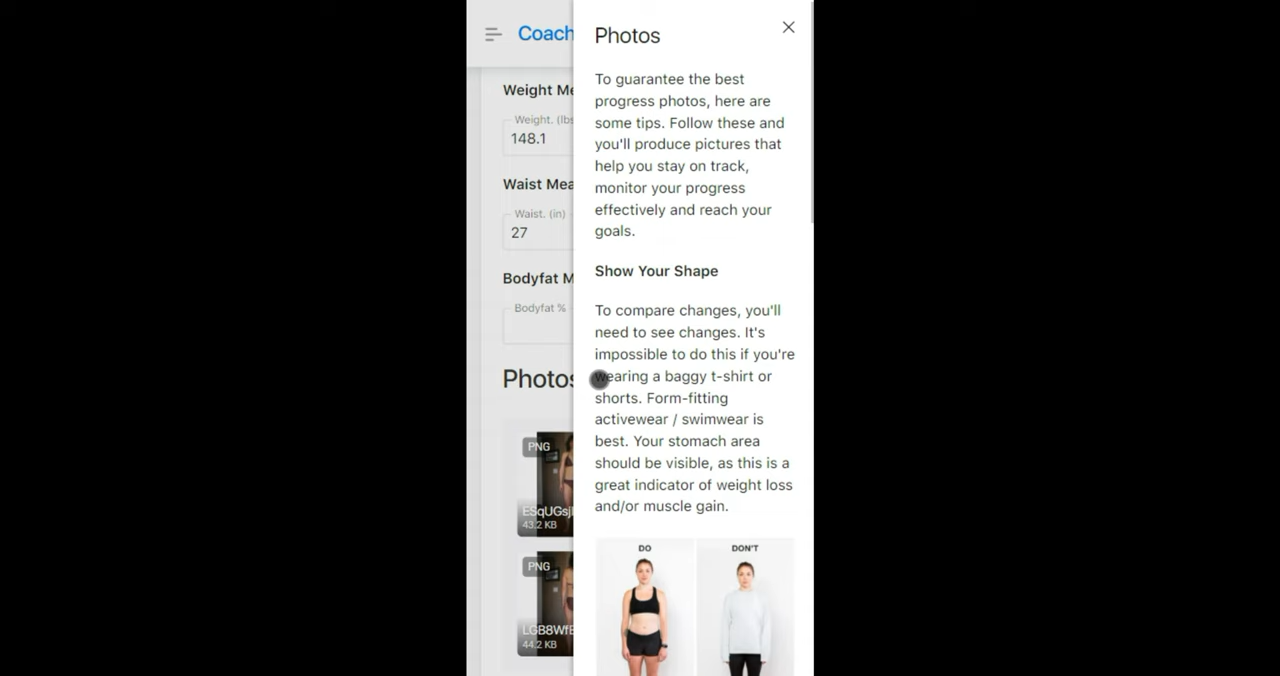 Coach
Weight Me
Weight. (lbs
148.1
Waist Mea
Waist. (in)
27
Bodyfat M
Bodyfat %
Photos
PNG
ESqUGsj
43.2 KB
PNG
LGB8WfE
44.2 KB
Photos
To guarantee the best
progress photos, here are
some tips. Follow these and
you'll produce pictures that
help you stay on track,
monitor your progress
effectively and reach your
goals.
Show Your Shape
To compare changes, you'll
need to see changes. It's
impossible to do this if you're
wearing a baggy t-shirt or
shorts. Form-fitting
activewear / swimwear is
best. Your stomach area
should be visible, as this is a
great indicator of weight loss
and/or muscle gain.
DO
DON'T